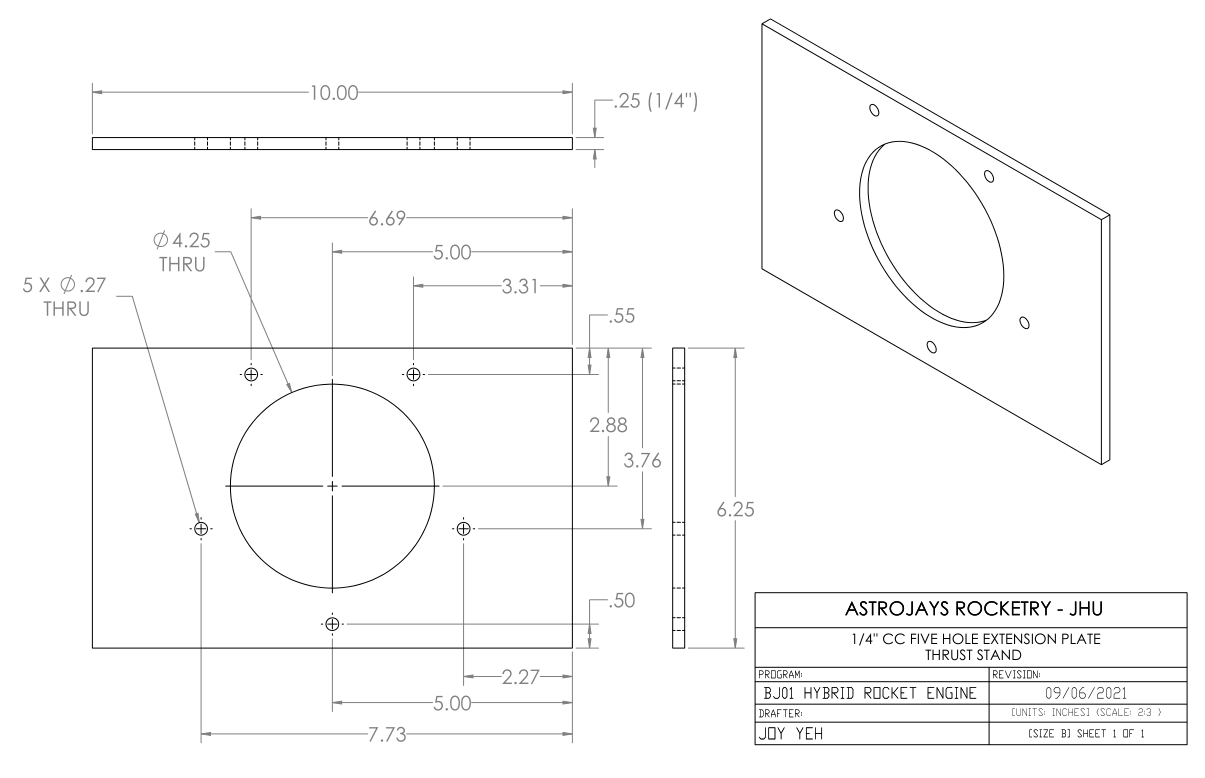 10.00
.25 (1/4")
6.69
∅ 4.25
THRU
5.00
5 X ∅ .27
THRU
3.31
.55
2.88
3.76
6.25
.50
2.27
5.00
7.73
ASTROJAYS ROCKETRY - JHU
1/4" CC FIVE HOLE EXTENSION PLATE
THRUST STAND
PROGRAM:
REVISION:
BJ01 HYBRID ROCKET ENGINE
09/06/2021
DRAFTER:
[UNITS: INCHES] (SCALE: 2:3 )
JOY YEH
[SIZE B] SHEET 1 OF 1